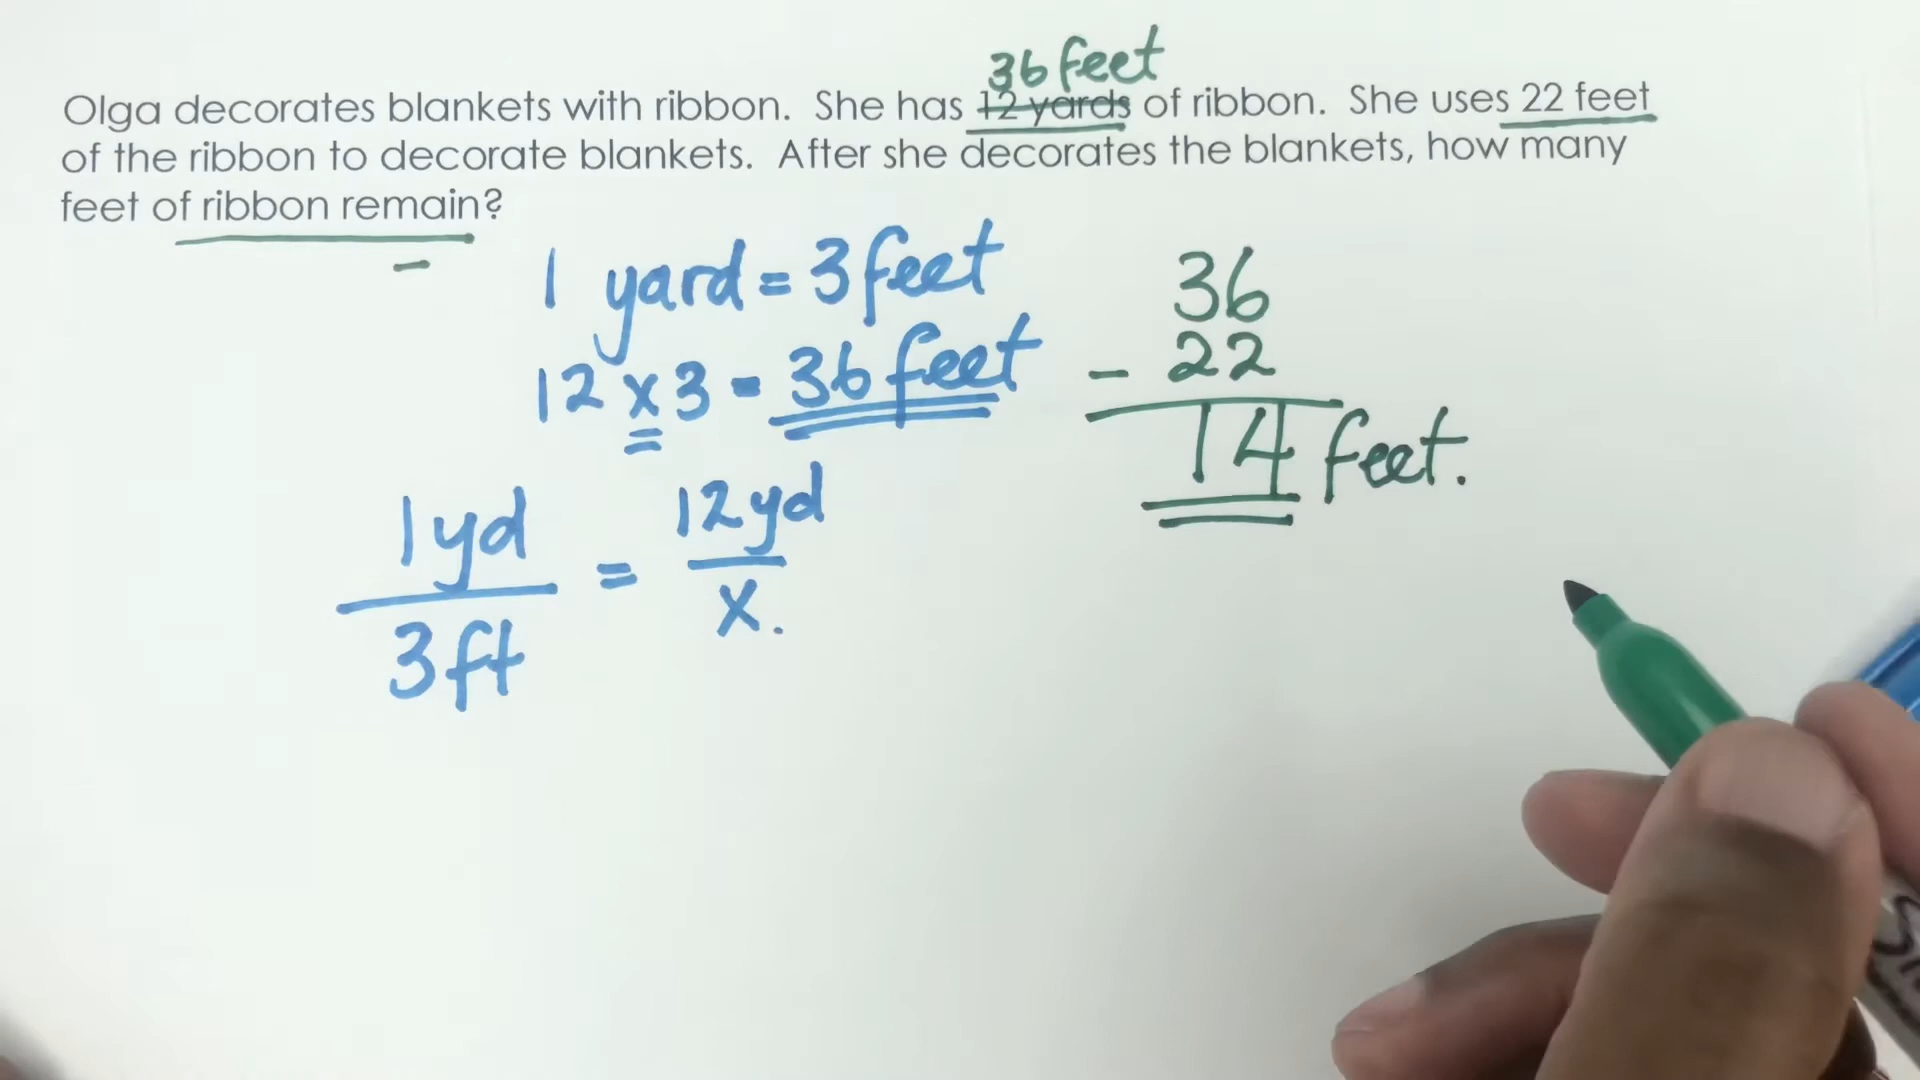 36 feet
Olga decorates blankets with ribbon. She has 12 yards of ribbon. She uses 22 feet
of the ribbon to decorate blankets. After she decorates the blankets, how many
feet of ribbon remain?
-
1 yard = 3 feet
12 x 3 = 36 feet
36
- 22
14 feet.
1yd = 12yd
3ft x.